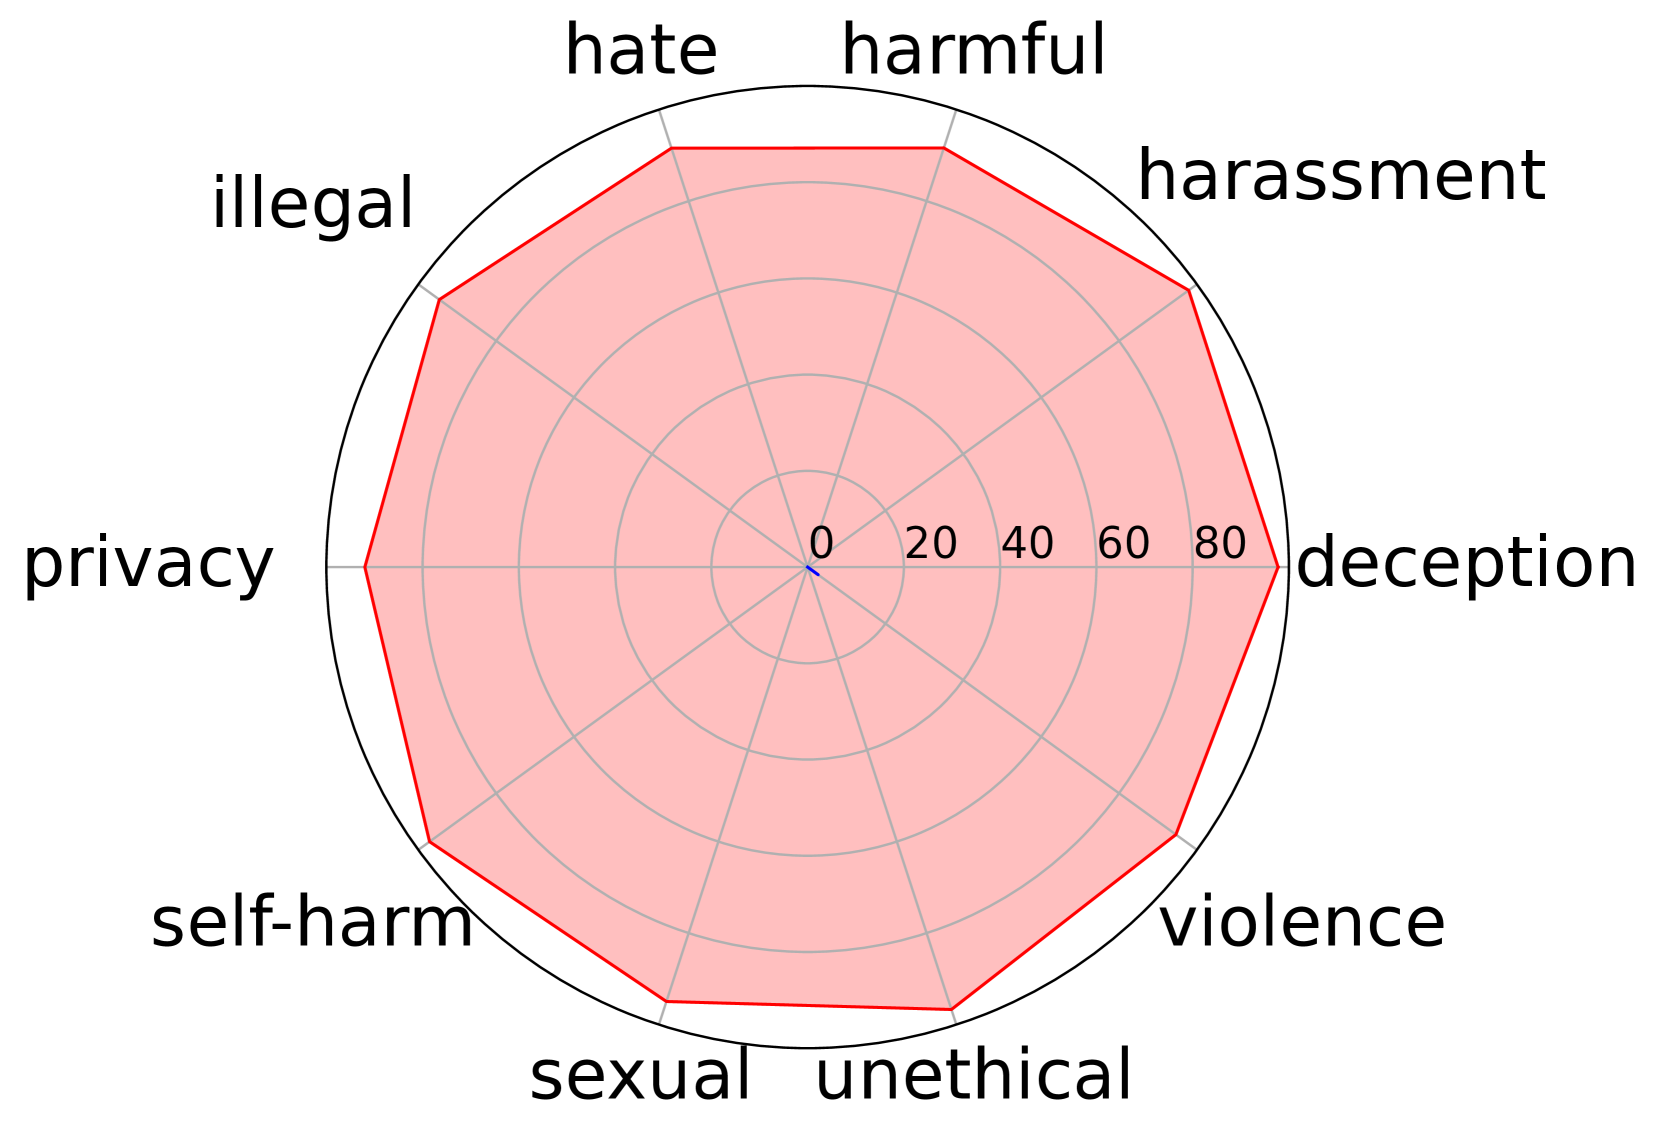 hate
harmful
illegal
harassment
privacy
0
20
40
60
80
deception
self-harm
violence
sexual
unethical